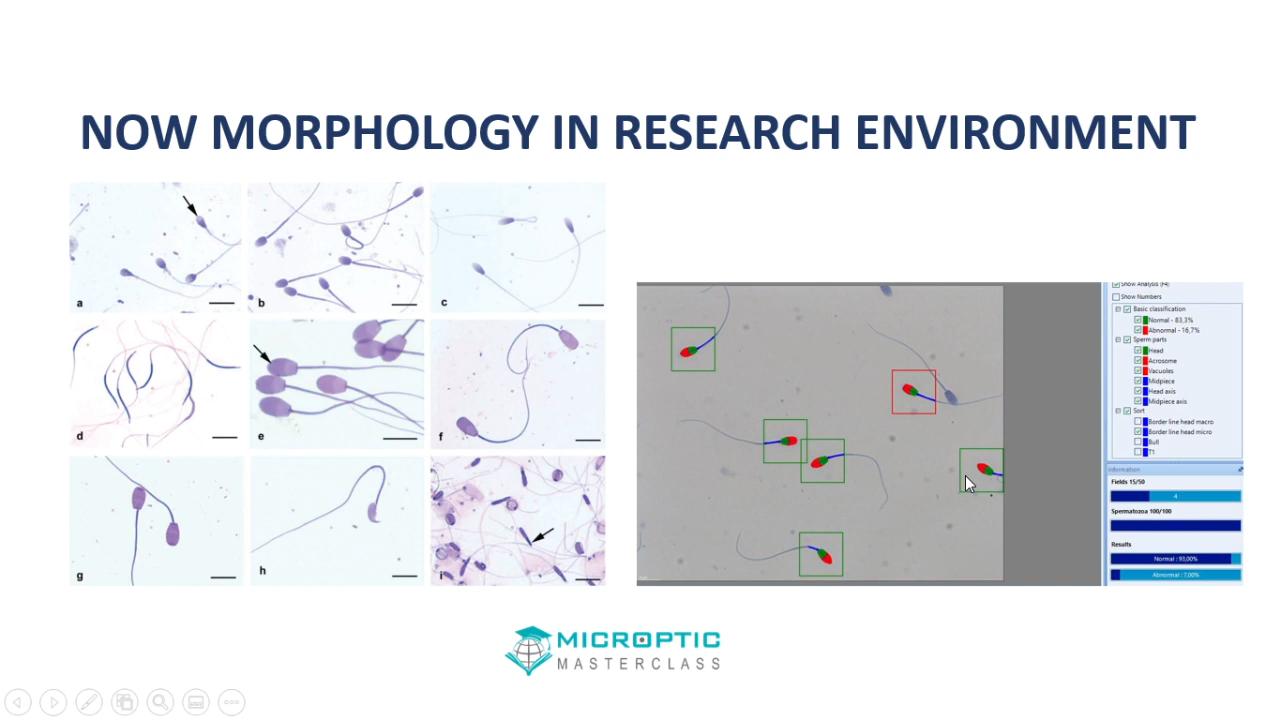 NOW MORPHOLOGY IN RESEARCH ENVIRONMENT
a
b
c
d
e
f
g
h
i
Show Analysis (F4)
Show Numbers
Basic classification
Normal - 83,3%
Abnormal - 16,7%
Sperm parts
Head
Acrosome
Vacuoles
Midpiece
Head axis
Midpiece axis
Sort
Border line head macro
Border line head micro
Bull
T1
Information
Fields 15/50
4
Spermatozoa 100/100
Results
Normal : 93,00%
Abnormal : 7,00%
MICROPTIC
MASTERCLASS